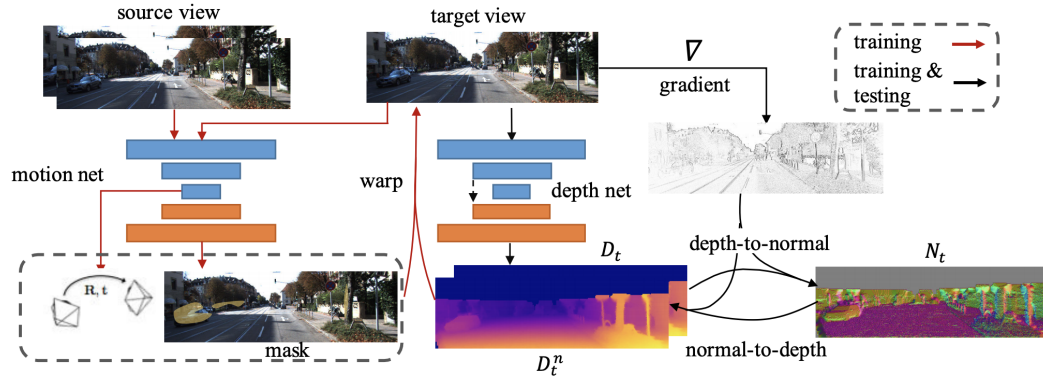 source view
target view
∇
gradient
training
training &
testing
motion net
warp
depth net
R, t
mask
D_t
depth-to-normal
N_t
normal-to-depth
D_t^n